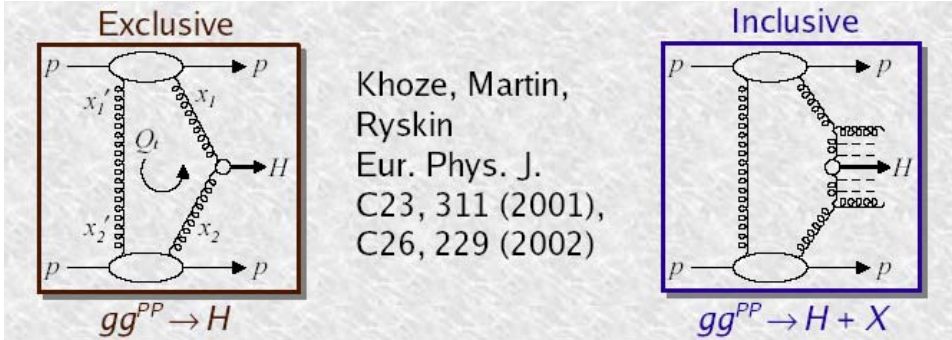 Exclusive
p p
x₁' x₁
Qₜ
H
x₂' x₂
p p
gg^PP → H
Khoze, Martin,
Ryskin
Eur. Phys. J.
C23, 311 (2001),
C26, 229 (2002)
Inclusive
p p
H
p p
gg^PP → H + X